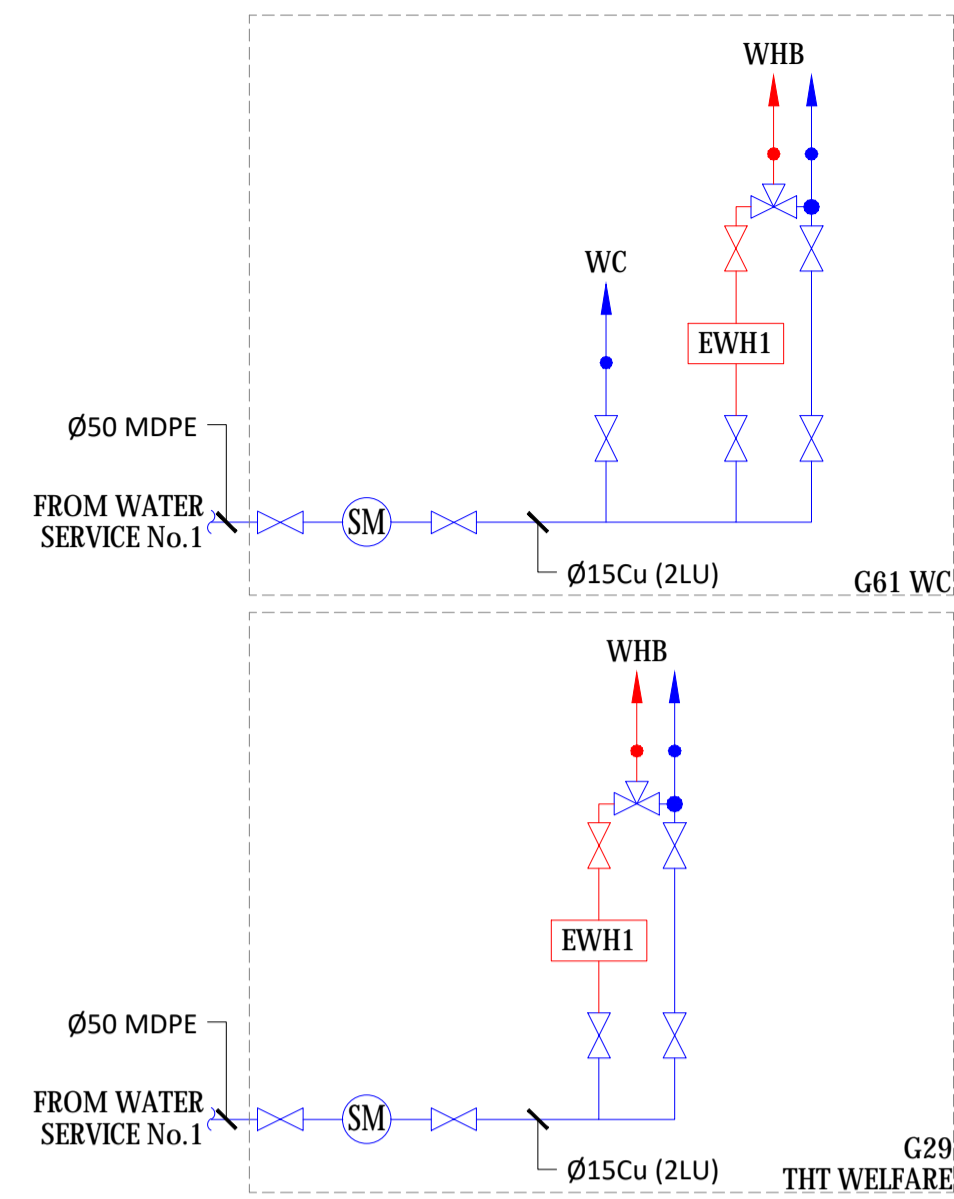 WHB
WC
EWH1
Ø50 MDPE
FROM WATER
SERVICE No.1
SM
Ø15Cu (2LU)
G61 WC
WHB
EWH1
Ø50 MDPE
FROM WATER
SERVICE No.1
SM
Ø15Cu (2LU)
G29
THT WELFARE